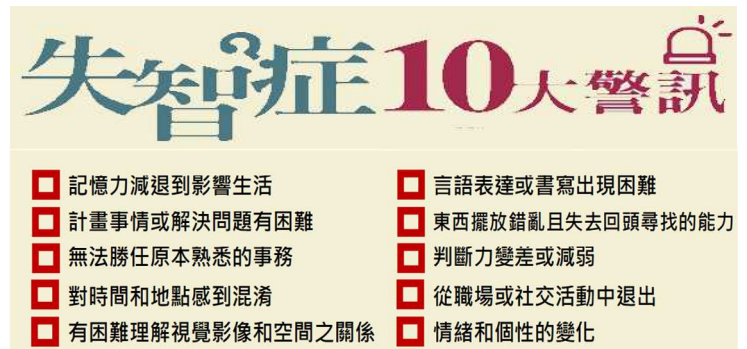 失智症10大警訊
記憶力減退到影響生活
計畫事情或解決問題有困難
無法勝任原本熟悉的事務
對時間和地點感到混淆
有困難理解視覺影像和空間之關係
言語表達或書寫出現困難
東西擺放錯亂且失去回頭尋找的能力
判斷力變差或減弱
從職場或社交活動中退出
情緒和個性的變化